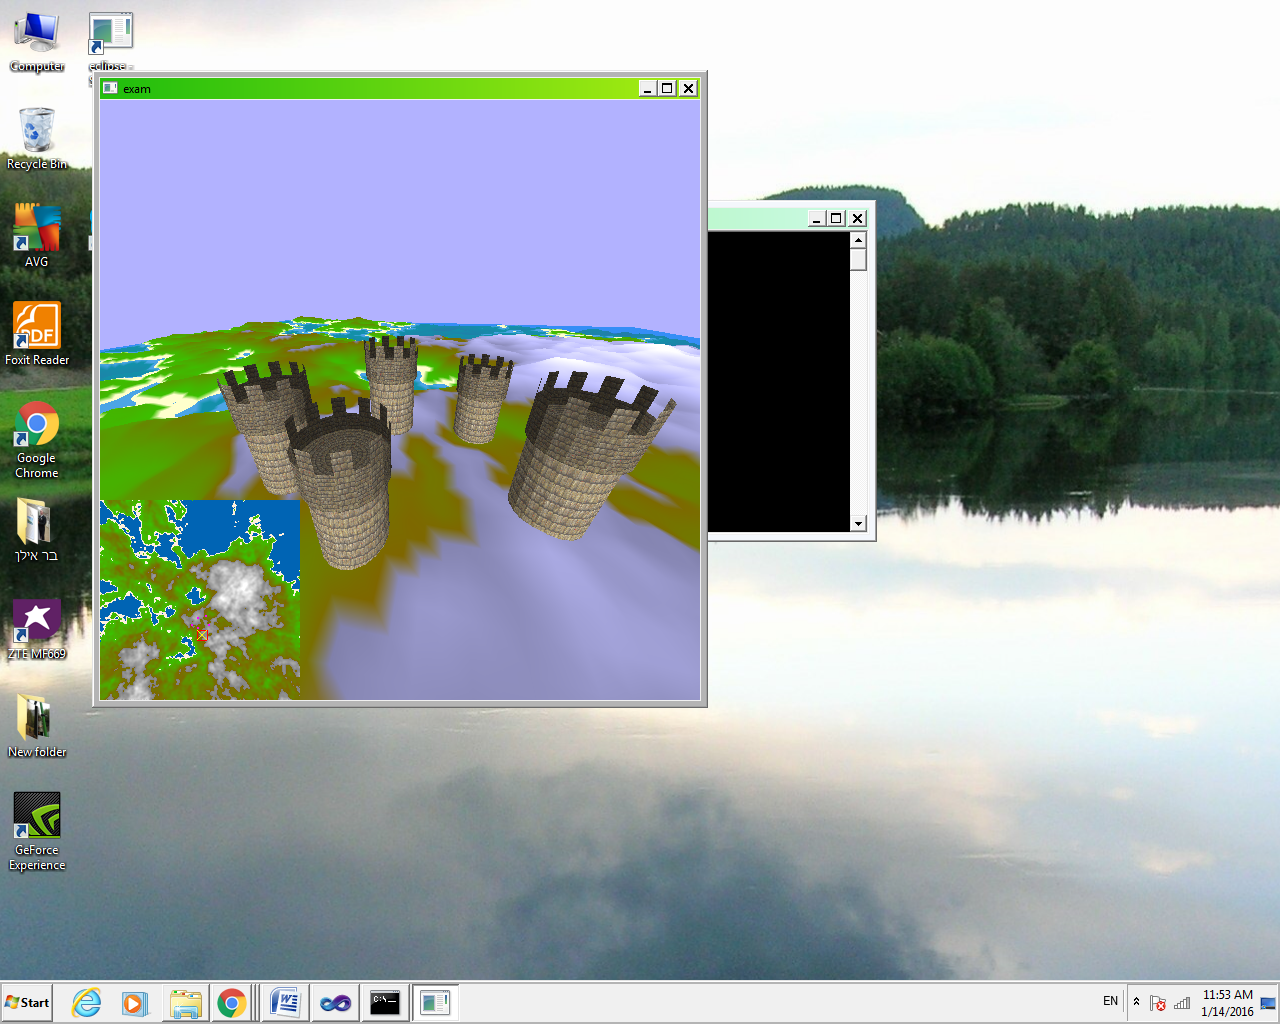 Computer
eclipse -
Recycle Bin
AVG
PDF
Foxit Reader
Google
Chrome
בר אילן
ZTE MF669
New folder
GeForce
Experience
exam
Start
C:\
EN
11:53 AM
1/14/2016